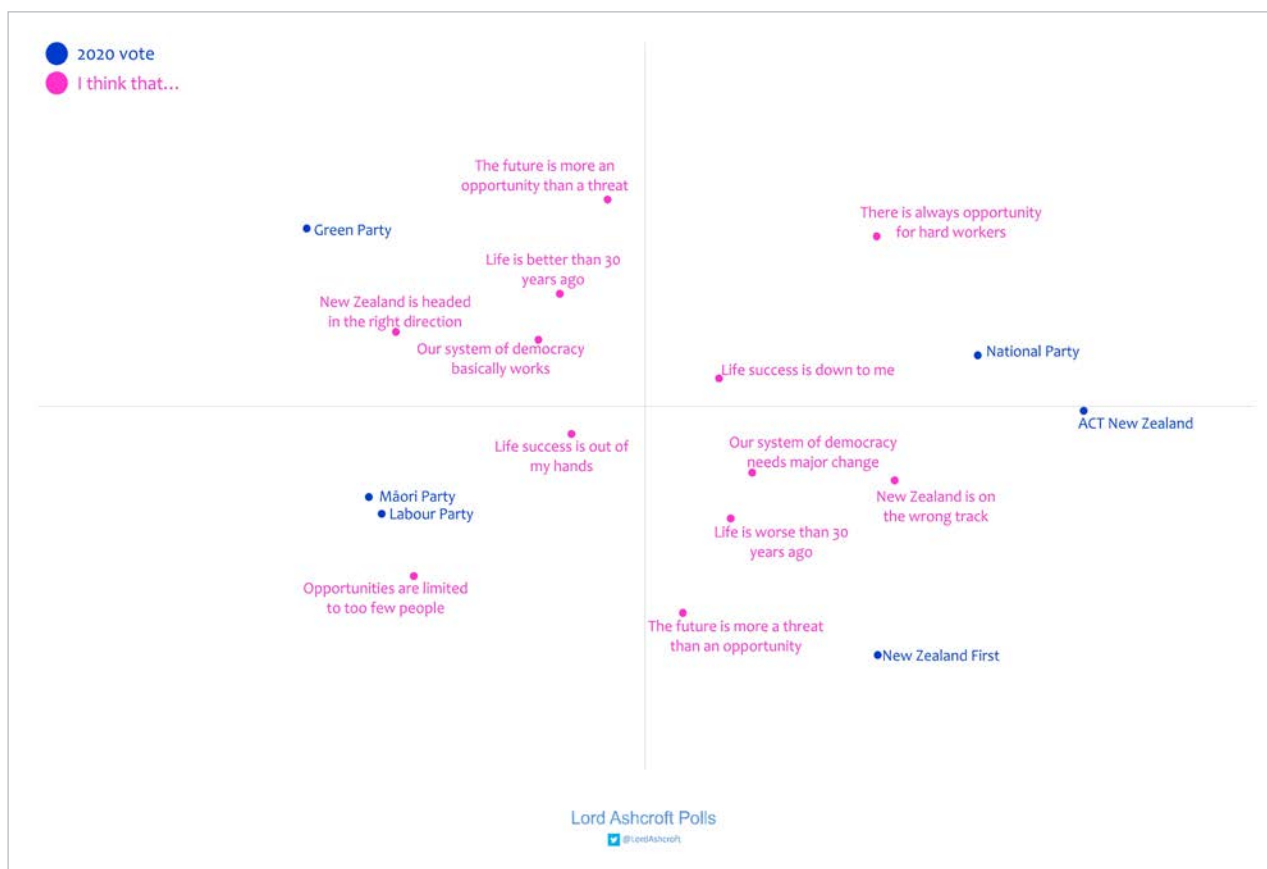 2020 vote
I think that...
The future is more an
opportunity than a threat
There is always opportunity
for hard workers
Green Party
Life is better than 30
years ago
New Zealand is headed
in the right direction
Our system of democracy
basically works
National Party
Life success is down to me
ACT New Zealand
Life success is out of
my hands
Our system of democracy
needs major change
Māori Party
Labour Party
New Zealand is on
the wrong track
Life is worse than 30
years ago
Opportunities are limited
to too few people
The future is more a threat
than an opportunity
New Zealand First
Lord Ashcroft Polls
@LordAshcroft